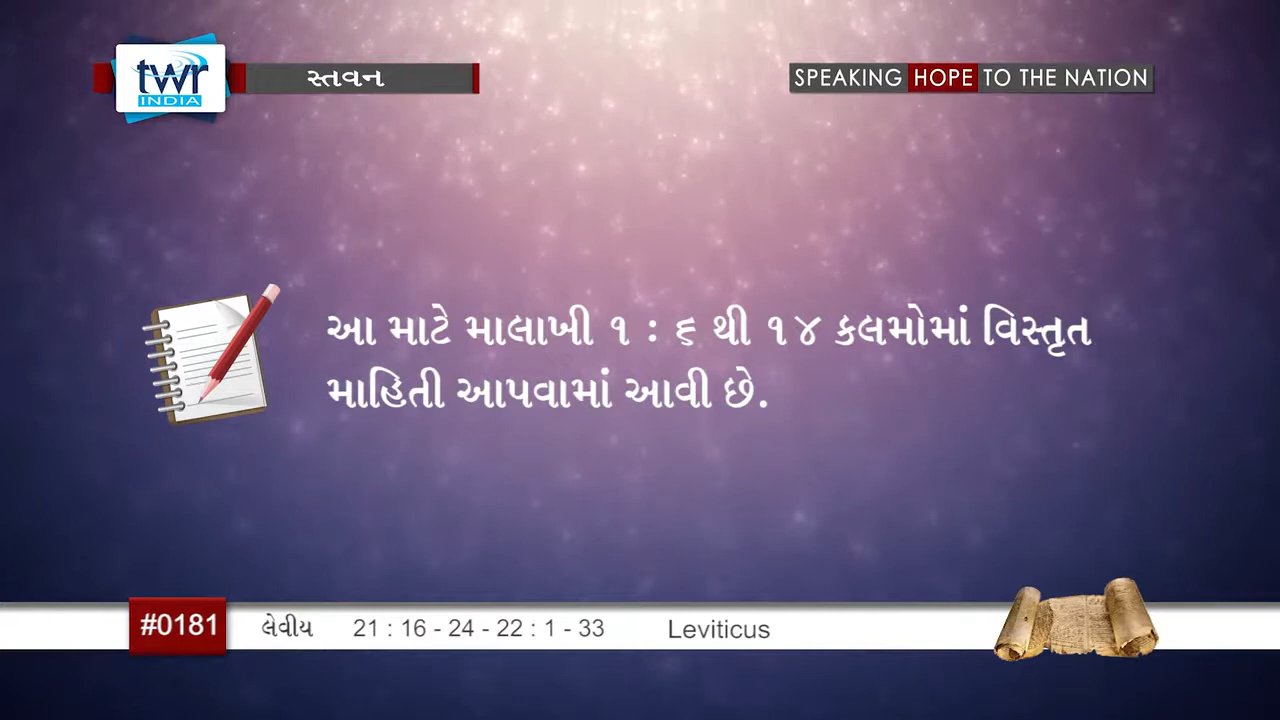 twr
INDIA
સ્તવન
SPEAKING HOPE TO THE NATION
આ માટે માલાખી ૧ : ૬ થી ૧૪ કલમોમાં વિસ્તૃત
માહિતી આપવામાં આવી છે.
#0181 લેવીય 21 : 16 - 24 - 22 : 1 - 33 Leviticus